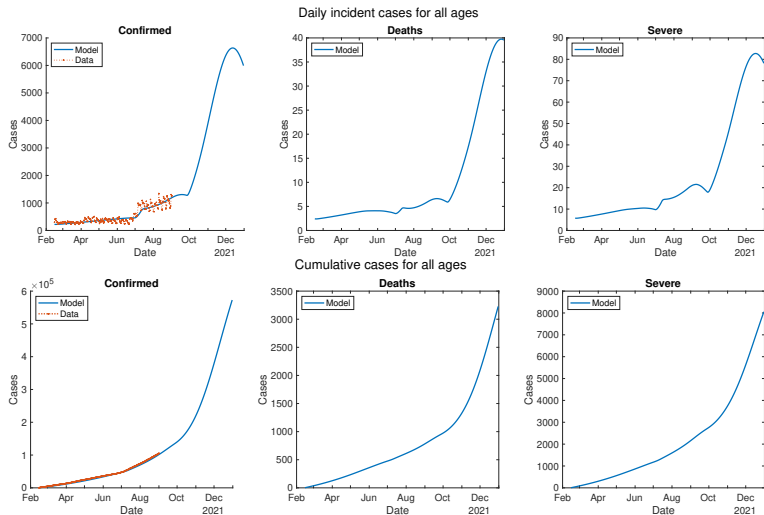 Daily incident cases for all ages
Confirmed
Model
Data
7000
6000
5000
4000
3000
2000
1000
0
Cases
Feb Apr Jun Aug Oct Dec
Date
2021
Deaths
Model
40
35
30
25
20
15
10
5
0
Cases
Feb Apr Jun Aug Oct Dec
Date
2021
Severe
Model
90
80
70
60
50
40
30
20
10
0
Cases
Feb Apr Jun Aug Oct Dec
Date
2021
Cumulative cases for all ages
×10⁵
Confirmed
Model
Data
6
5
4
3
2
1
0
Cases
Feb Apr Jun Aug Oct Dec
Date
2021
Deaths
Model
3500
3000
2500
2000
1500
1000
500
0
Cases
Feb Apr Jun Aug Oct Dec
Date
2021
Severe
Model
9000
8000
7000
6000
5000
4000
3000
2000
1000
0
Cases
Feb Apr Jun Aug Oct Dec
Date
2021